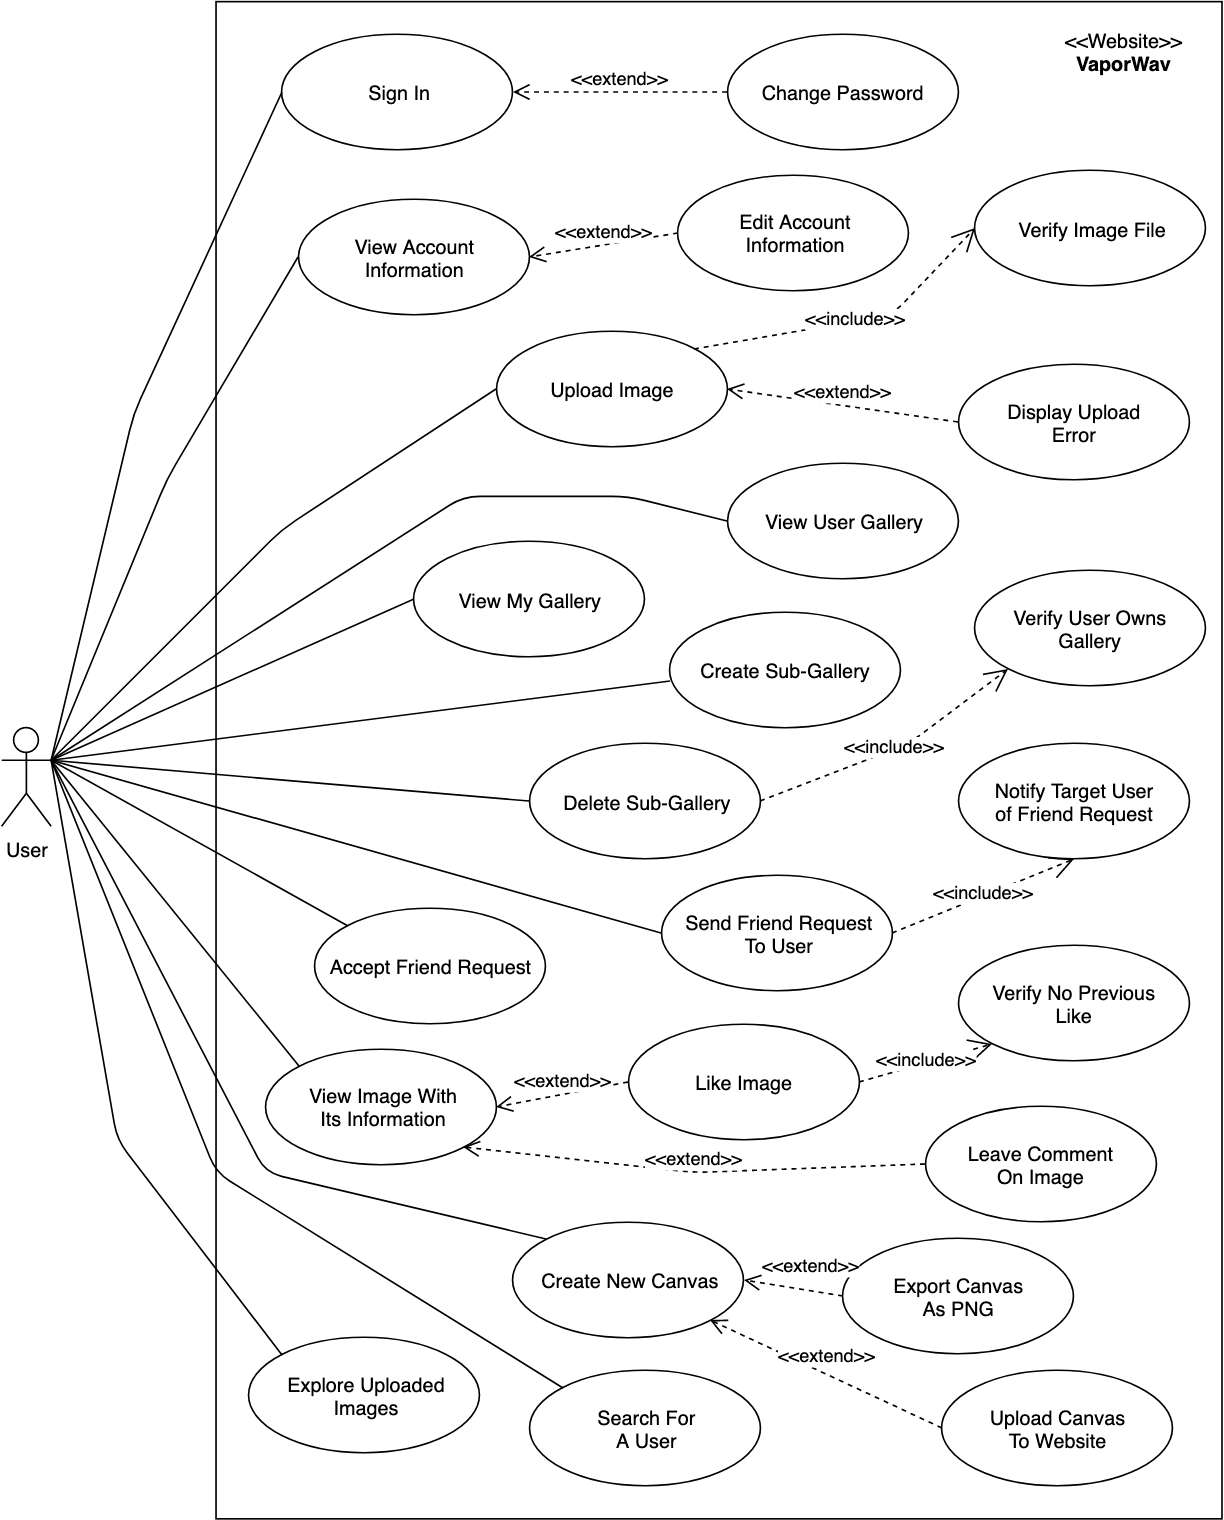 <<Website>>
VaporWav
Sign In
<<extend>>
Change Password
View Account
Information
<<extend>>
Edit Account
Information
Verify Image File
<<include>>
Upload Image
<<extend>>
Display Upload
Error
View User Gallery
View My Gallery
Verify User Owns
Gallery
Create Sub-Gallery
<<include>>
Delete Sub-Gallery
Notify Target User
of Friend Request
User
<<include>>
Send Friend Request
To User
Accept Friend Request
Verify No Previous
Like
<<include>>
Like Image
<<extend>>
View Image With
Its Information
<<extend>>
Leave Comment
On Image
Create New Canvas
<<extend>>
Export Canvas
As PNG
<<extend>>
Explore Uploaded
Images
Search For
A User
Upload Canvas
To Website